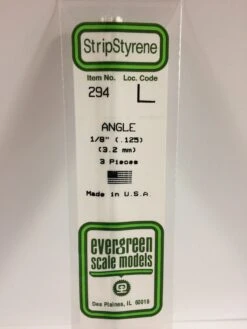 StripStyrene
Item No. Loc. Code
294 L
ANGLE
1/8" (.125)
(3.2 mm)
3 Pieces
Made in U.S.A
evergreen
scale models
Des Plaines, IL 60018